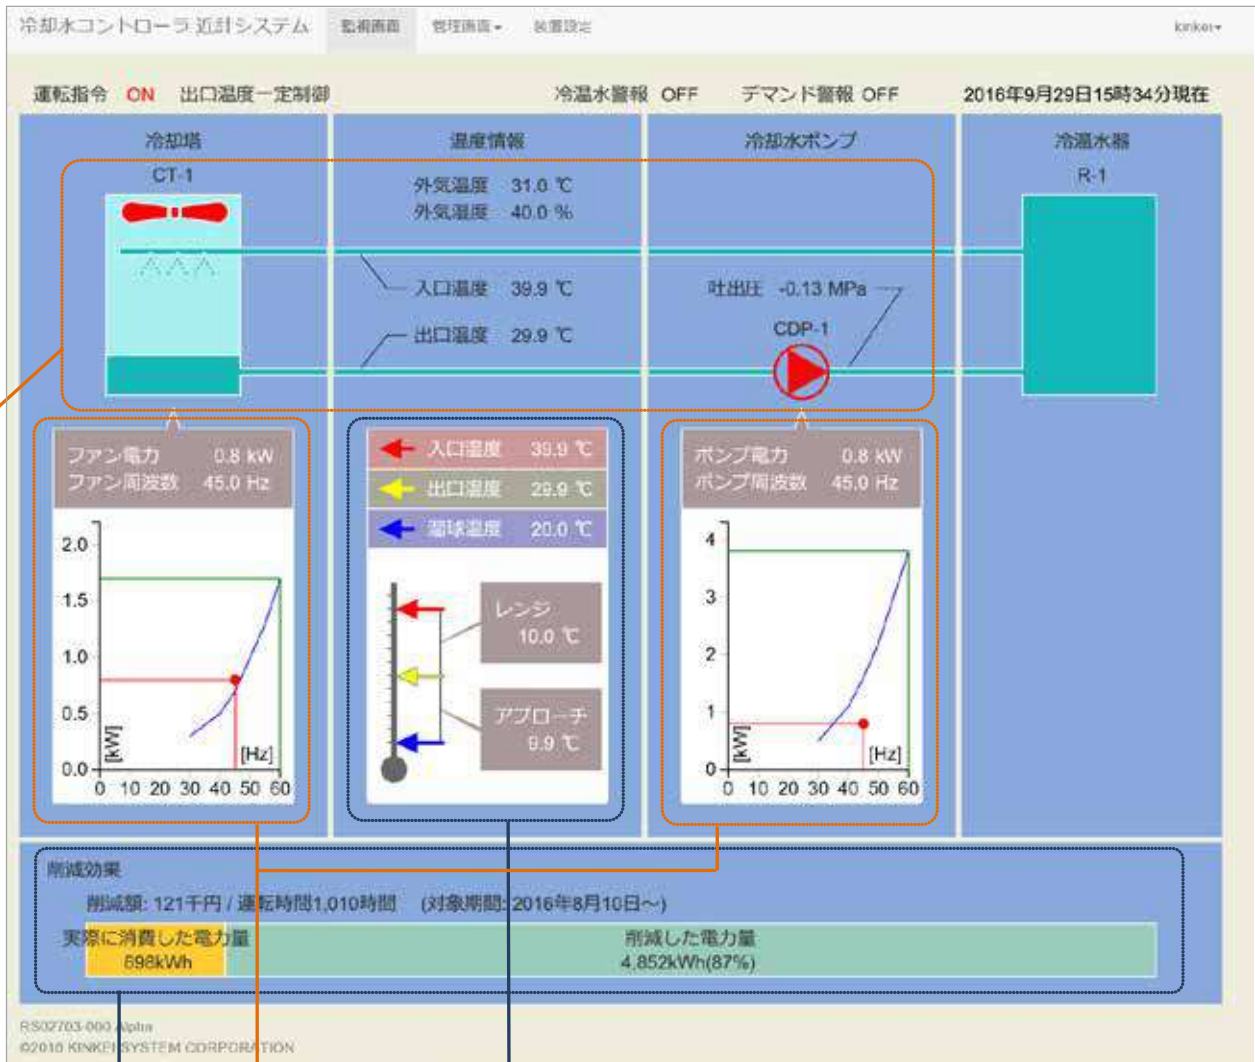 冷却水コントローラ 近計システム 監視画面 管理画面 装置設定 kinkei
運転指令 ON 出口温度一定制御 冷温水警報 OFF デマンド警報 OFF 2016年9月29日15時34分現在
冷却塔 温度情報 冷却水ポンプ 冷温水器
CT-1 R-1
外気温度 31.0 ℃
外気湿度 40.0 %
入口温度 39.9 ℃ 吐出圧 -0.13 MPa
出口温度 29.9 ℃ CDP-1
ファン電力 0.8 kW
ファン周波数 45.0 Hz
2.0
1.5
1.0
0.5
0.0
[kW] [Hz]
0 10 20 30 40 50 60
入口温度 39.9 ℃
出口温度 29.9 ℃
湿球温度 20.0 ℃
レンジ
10.0 ℃
アプローチ
9.9 ℃
ポンプ電力 0.8 kW
ポンプ周波数 45.0 Hz
4
3
2
1
0
[kW] [Hz]
0 10 20 30 40 50 60
削減効果
削減額: 121千円 / 運転時間1,010時間 (対象期間: 2016年8月10日～)
実際に消費した電力量 削減した電力量
698kWh 4,852kWh(87%)
RS02703-000 Alpha
©2016 KINKEI SYSTEM CORPORATION